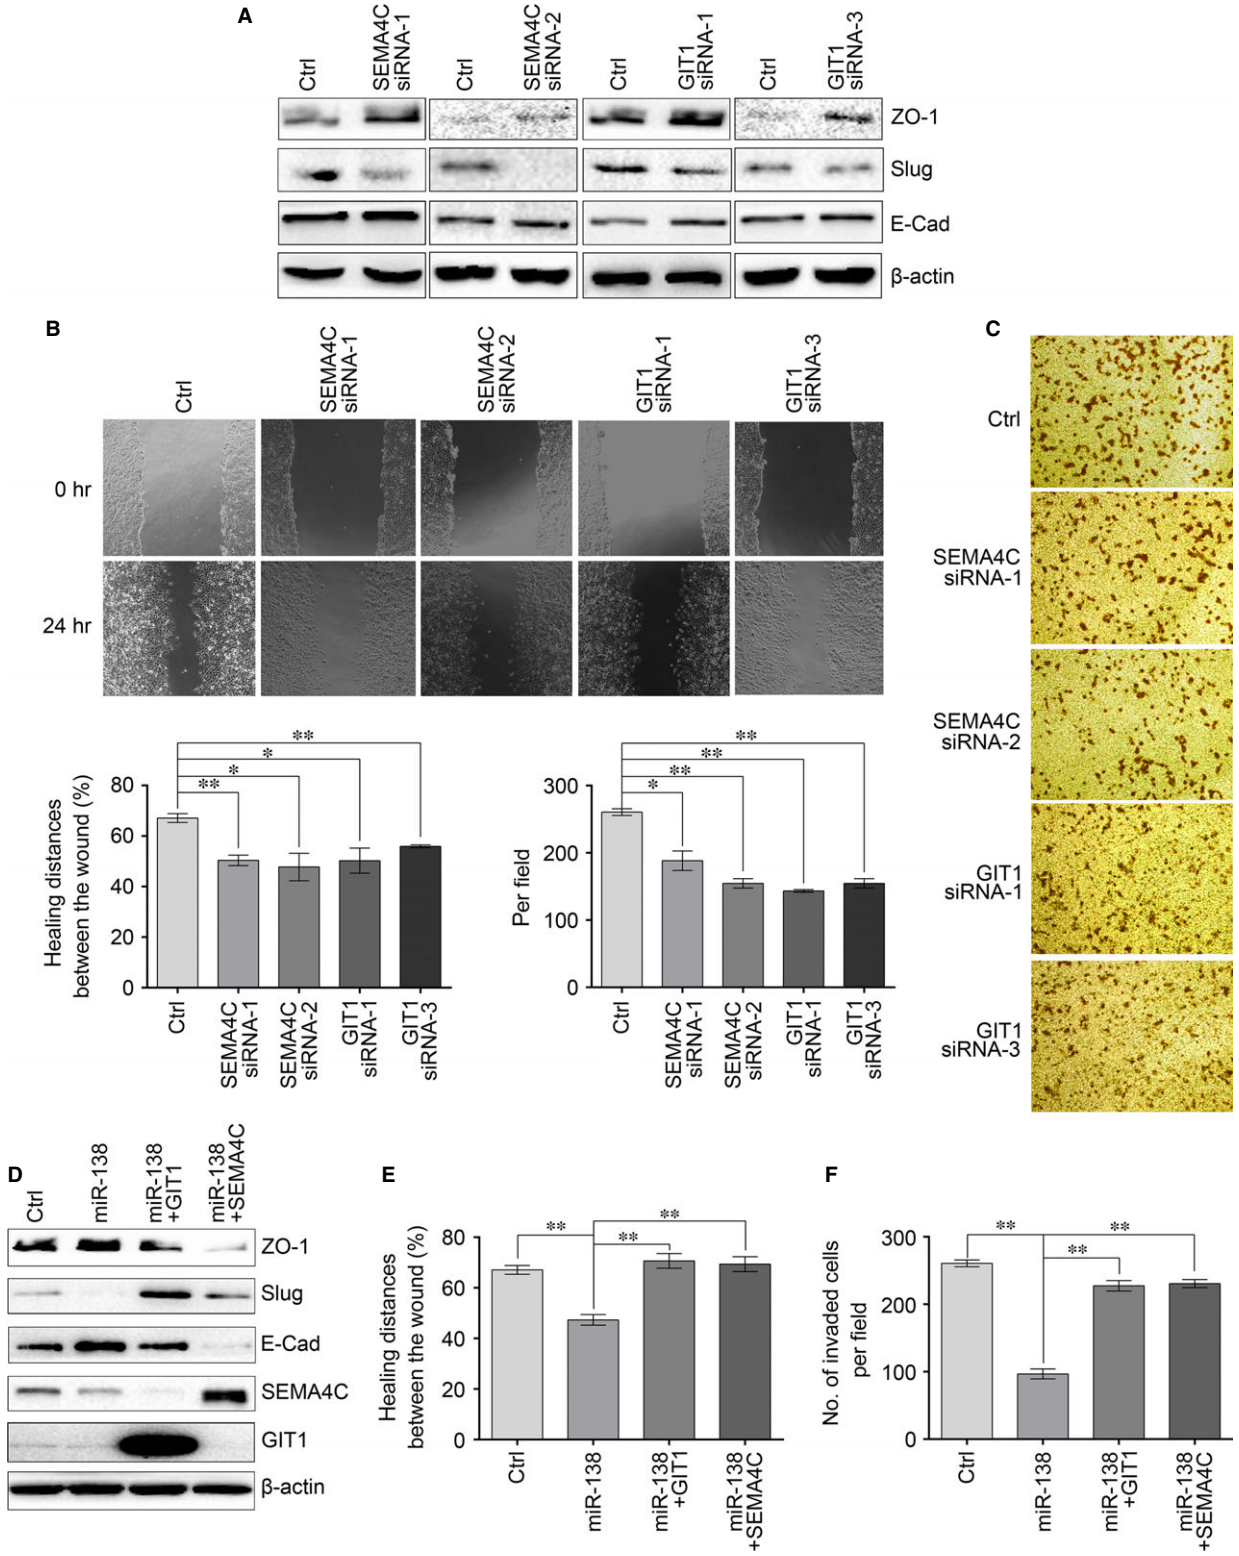 A
Ctrl
SEMA4C
siRNA-1
Ctrl
SEMA4C
siRNA-2
Ctrl
GIT1
siRNA-1
Ctrl
GIT1
siRNA-3
ZO-1
Slug
E-Cad
β-actin
B
Ctrl
SEMA4C
siRNA-1
SEMA4C
siRNA-2
GIT1
siRNA-1
GIT1
siRNA-3
0 hr
24 hr
Healing distances
between the wound (%)
80
60
40
20
0
**
*
*
**
Ctrl
SEMA4C
siRNA-1
SEMA4C
siRNA-2
GIT1
siRNA-1
GIT1
siRNA-3
Per field
300
200
100
0
**
**
**
*
Ctrl
SEMA4C
siRNA-1
SEMA4C
siRNA-2
GIT1
siRNA-1
GIT1
siRNA-3
C
Ctrl
SEMA4C
siRNA-1
SEMA4C
siRNA-2
GIT1
siRNA-1
GIT1
siRNA-3
D
Ctrl
miR-138
miR-138
+GIT1
miR-138
+SEMA4C
ZO-1
Slug
E-Cad
SEMA4C
GIT1
β-actin
E
Healing distances
between the wound (%)
80
60
40
20
0
**
**
**
Ctrl
miR-138
miR-138
+GIT1
miR-138
+SEMA4C
F
No. of invaded cells
per field
300
200
100
0
**
**
**
Ctrl
miR-138
miR-138
+GIT1
miR-138
+SEMA4C